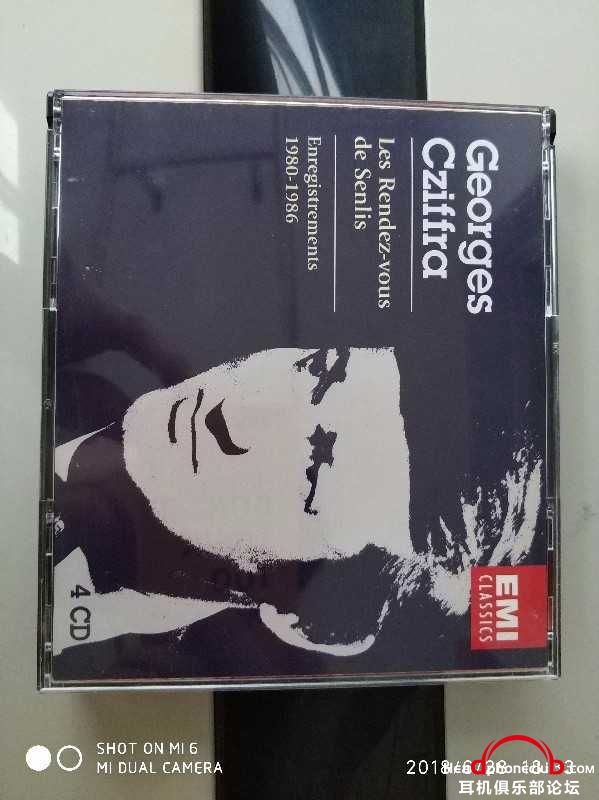 Georges
Cziffra
Les Rendez-vous
de Senlis
Enregistrements
1980-1986
EMI
CLASSICS
4 CD
SHOT ON MI 6
MI DUAL CAMERA
耳机俱乐部论坛